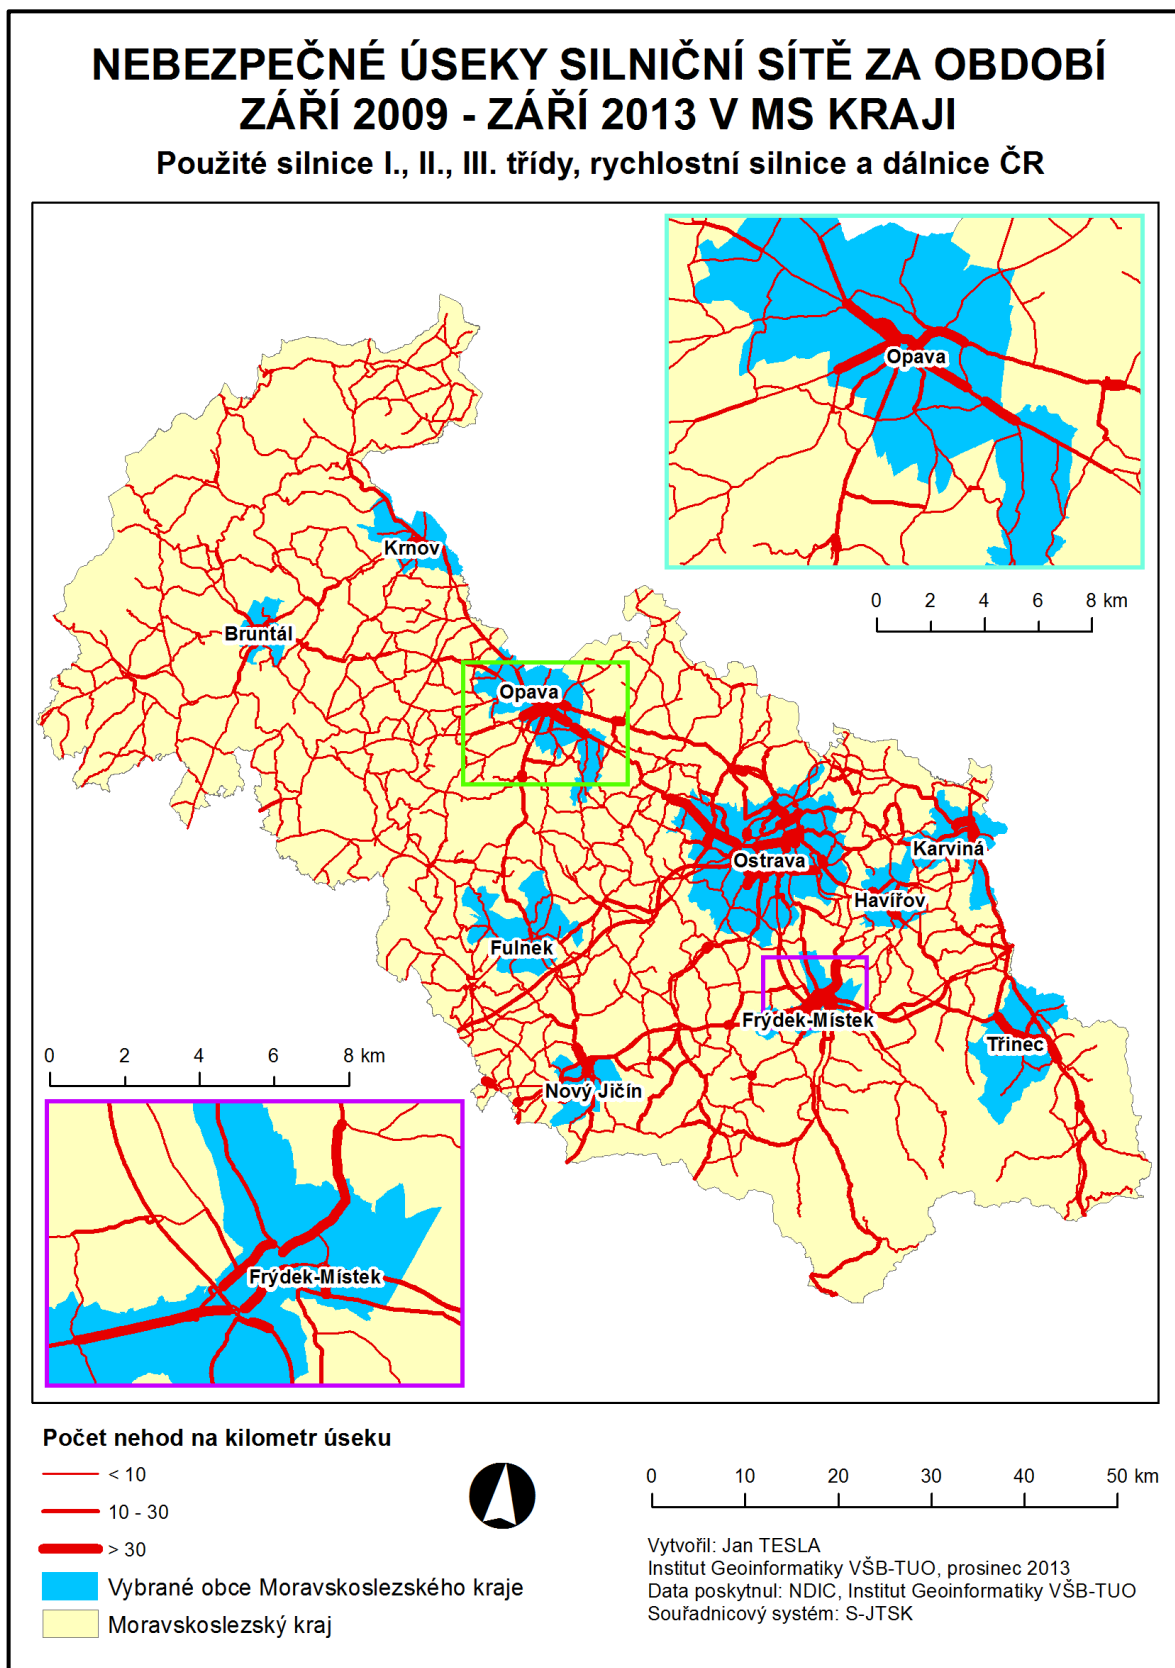 NEBEZPEČNÉ ÚSEKY SILNIČNÍ SÍTĚ ZA OBDOBÍ
ZÁŘÍ 2009 - ZÁŘÍ 2013 V MS KRAJI
Použité silnice I., II., III. třídy, rychlostní silnice a dálnice ČR
Opava
0 2 4 6 8 km
Krnov
Bruntál
Opava
Ostrava
Karviná
Havířov
Fulnek
Frýdek-Místek
Třinec
Nový Jičín
0 2 4 6 8 km
Frýdek-Místek
Počet nehod na kilometr úseku
< 10
10 - 30
> 30
Vybrané obce Moravskoslezského kraje
Moravskoslezský kraj
0 10 20 30 40 50 km
Vytvořil: Jan TESLA
Institut Geoinformatiky VŠB-TUO, prosinec 2013
Data poskytnul: NDIC, Institut Geoinformatiky VŠB-TUO
Souřadnicový systém: S-JTSK